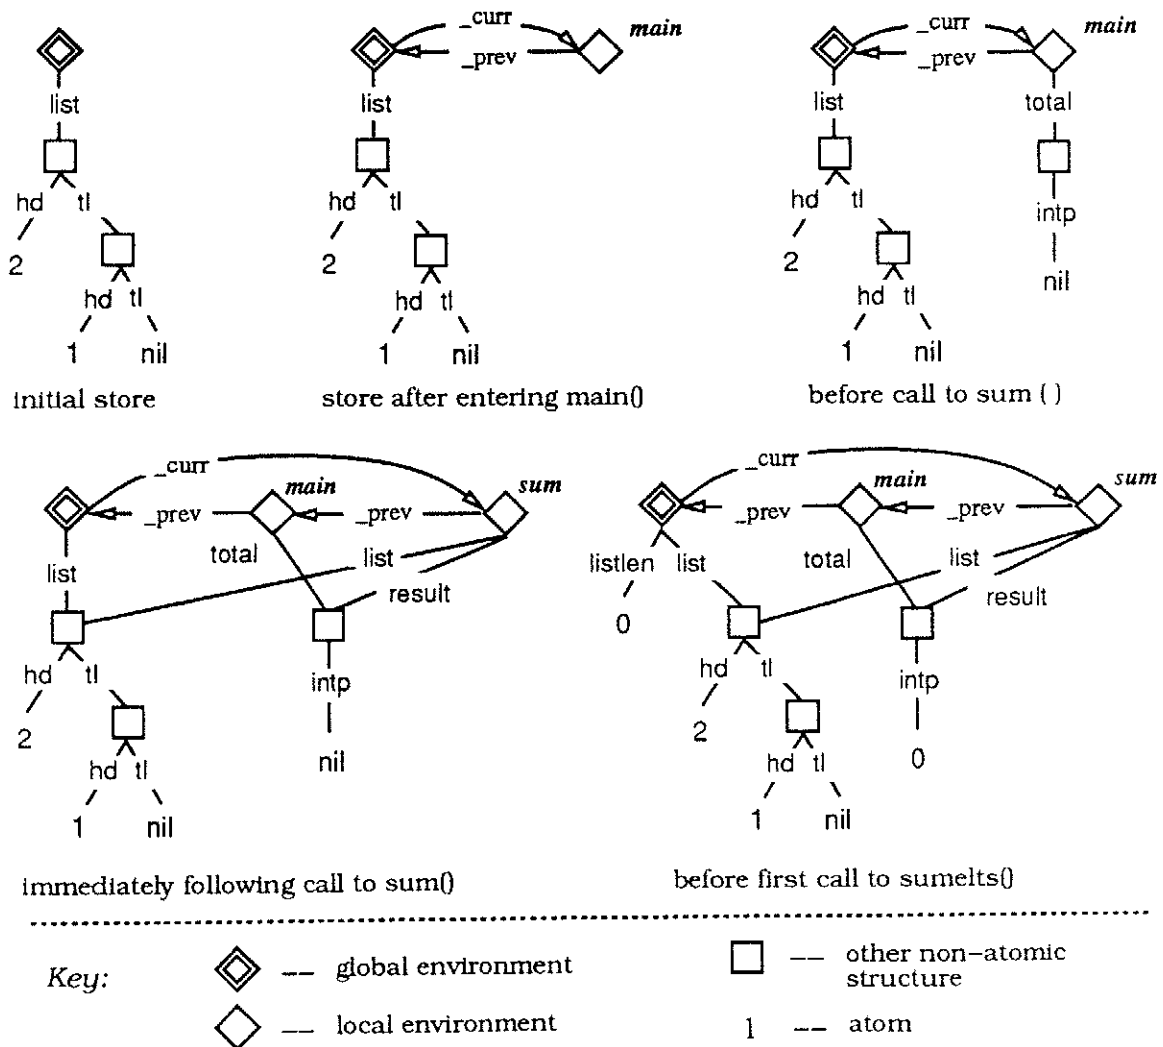 _curr
main
_prev
list
hd tl
2
hd tl
1 nil
initial store
_curr
main
_prev
list
hd tl
2
hd tl
1 nil
store after entering main()
_curr
main
_prev
list
total
hd tl
intp
2
nil
hd tl
1 nil
before call to sum ( )
_curr
main
sum
_prev
_prev
total
list
list
result
hd tl
intp
2
nil
hd tl
1 nil
immediately following call to sum()
_curr
main
sum
_prev
_prev
listlen list
total
list
result
0
hd tl
intp
2
0
hd tl
1 nil
before first call to sumelts()
Key:
-- global environment
-- other non-atomic
structure
-- local environment
1 -- atom